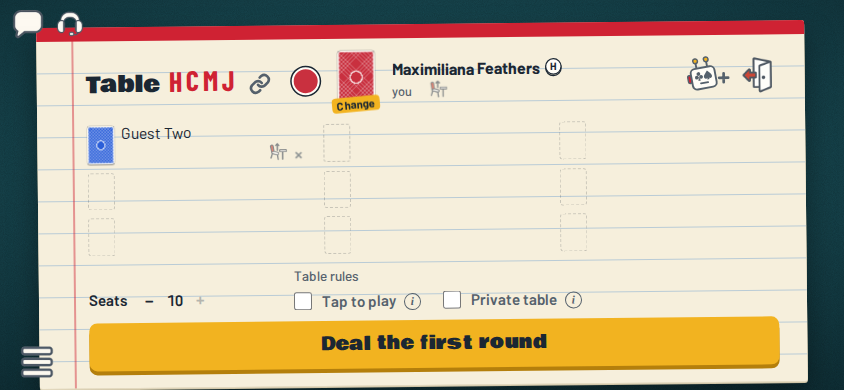 Table HCMJ
Maximiliana Feathers H
you
Change
Guest Two
×
Table rules
Seats – 10 +
Tap to play i
Private table i
Deal the first round